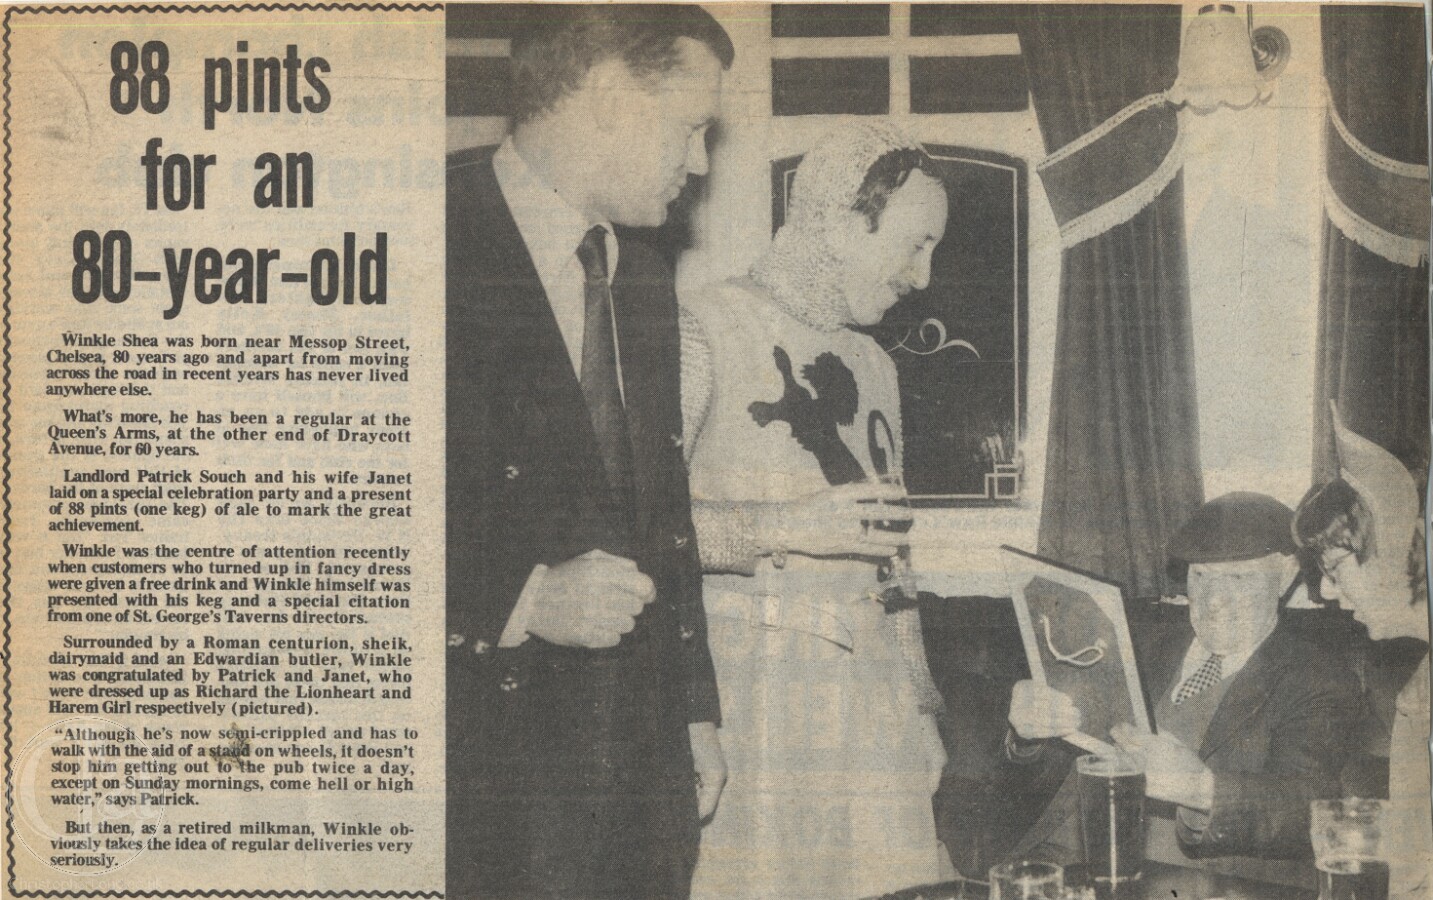 88 pints
for an
80-year-old
Winkle Shea was born near Messop Street,
Chelsea, 80 years ago and apart from moving
across the road in recent years has never lived
anywhere else.
What's more, he has been a regular at the
Queen's Arms, at the other end of Draycott
Avenue, for 60 years.
Landlord Patrick Souch and his wife Janet
laid on a special celebration party and a present
of 88 pints (one keg) of ale to mark the great
achievement.
Winkle was the centre of attention recently
when customers who turned up in fancy dress
were given a free drink and Winkle himself was
presented with his keg and a special citation
from one of St. George's Taverns directors.
Surrounded by a Roman centurion, sheik,
dairymaid and an Edwardian butler, Winkle
was congratulated by Patrick and Janet, who
were dressed up as Richard the Lionheart and
Harem Girl respectively (pictured).
"Although he's now semi-crippled and has to
walk with the aid of a stand on wheels, it doesn't
stop him getting out to the pub twice a day,
except on Sunday mornings, come hell or high
water," says Patrick.
But then, as a retired milkman, Winkle ob-
viously takes the idea of regular deliveries very
seriously.